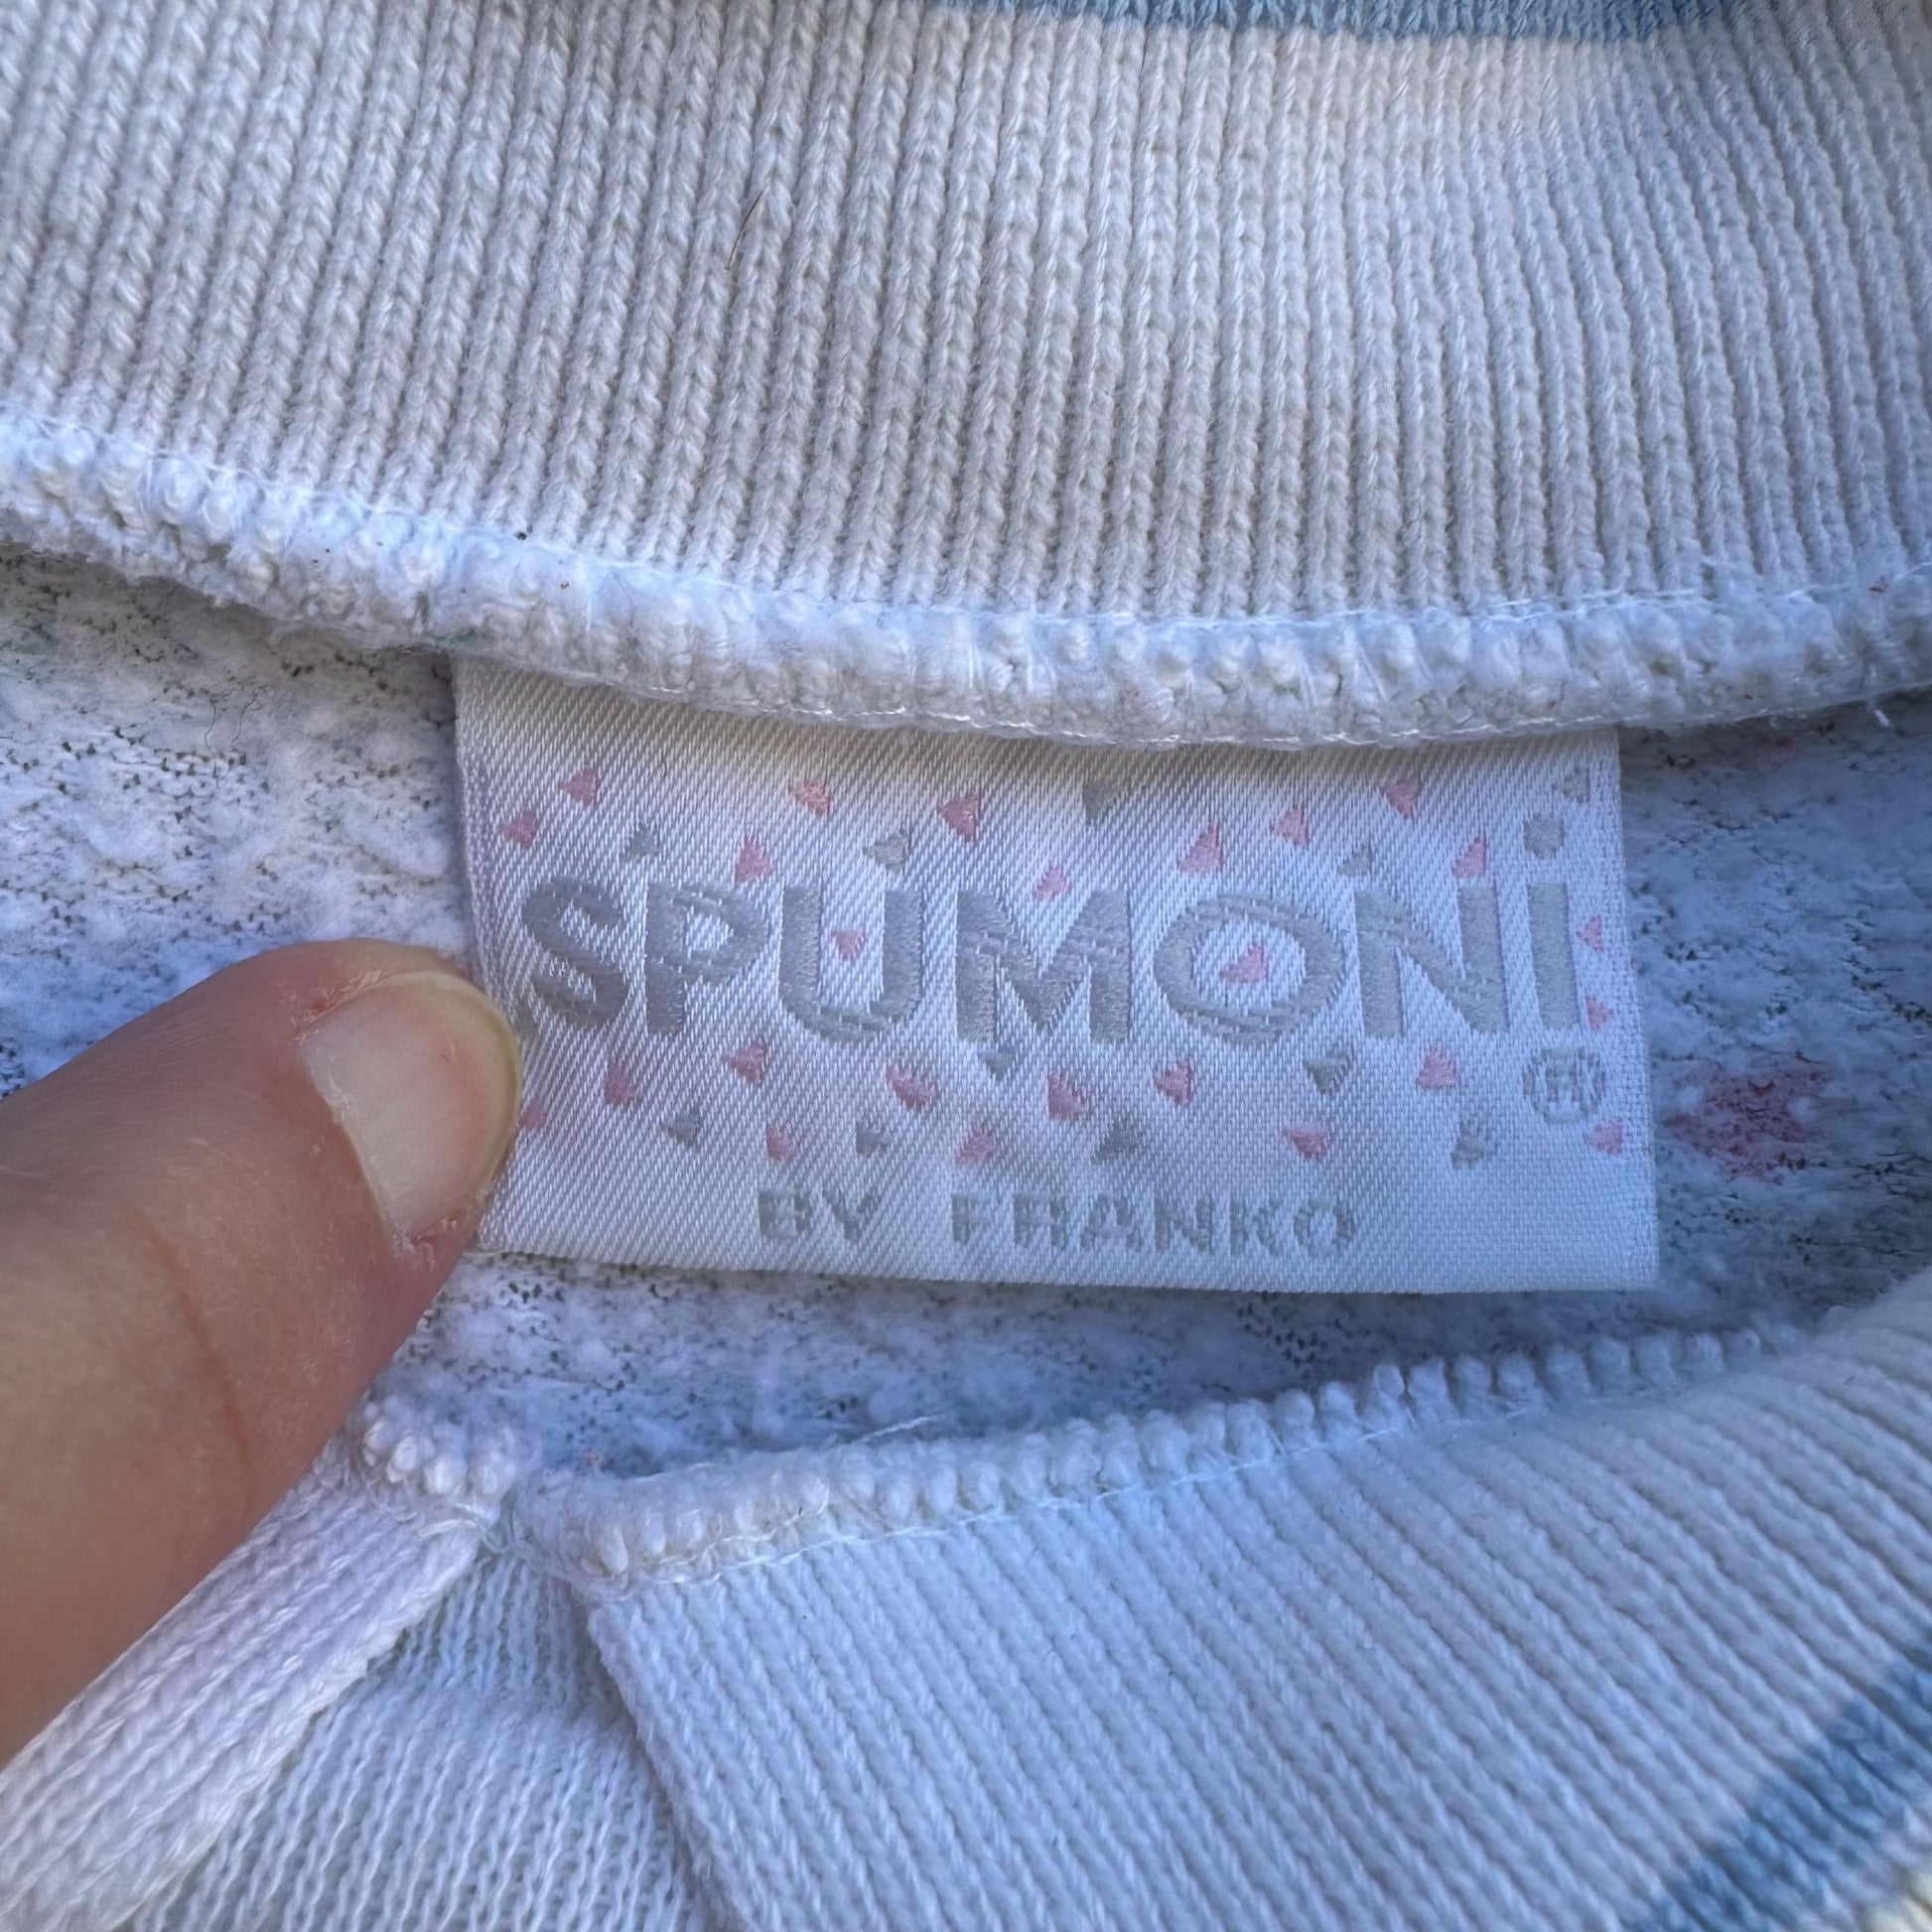 SPUMONi
®
BY FRANKO